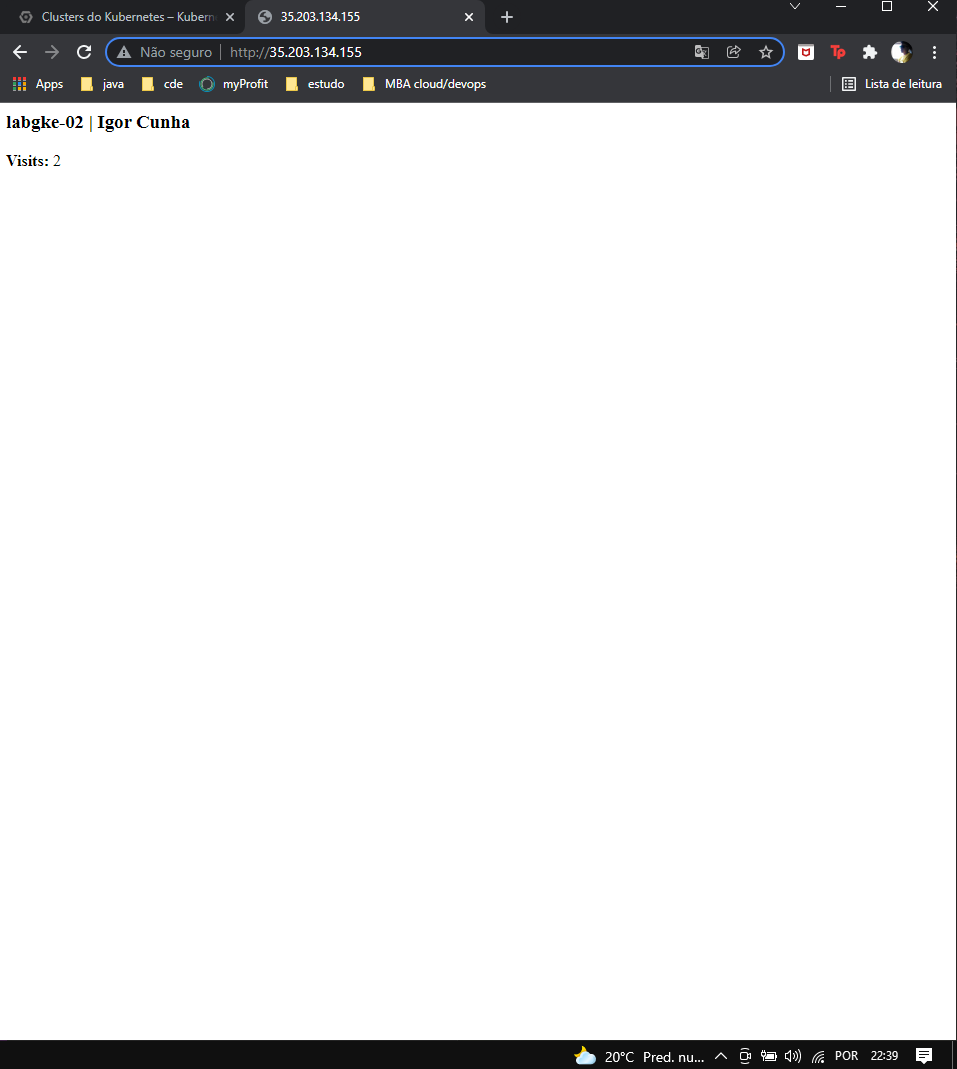 Clusters do Kubernetes – Kubern
35.203.134.155
Não seguro | http://35.203.134.155
Apps java cde myProfit estudo MBA cloud/devops Lista de leitura
labgke-02 | Igor Cunha
Visits: 2
20°C Pred. nu... POR 22:39